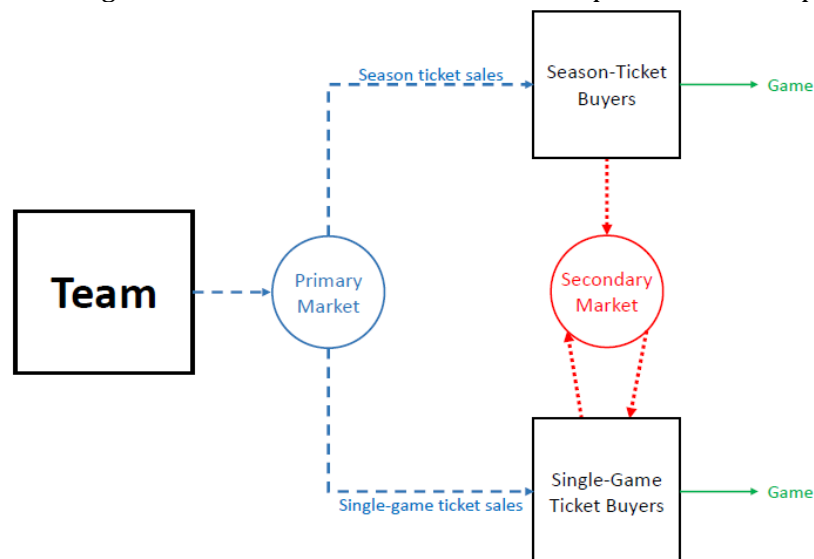 Season ticket sales
Season-Ticket
Buyers
Game
Team
Primary
Market
Secondary
Market
Single-game ticket sales
Single-Game
Ticket Buyers
Game